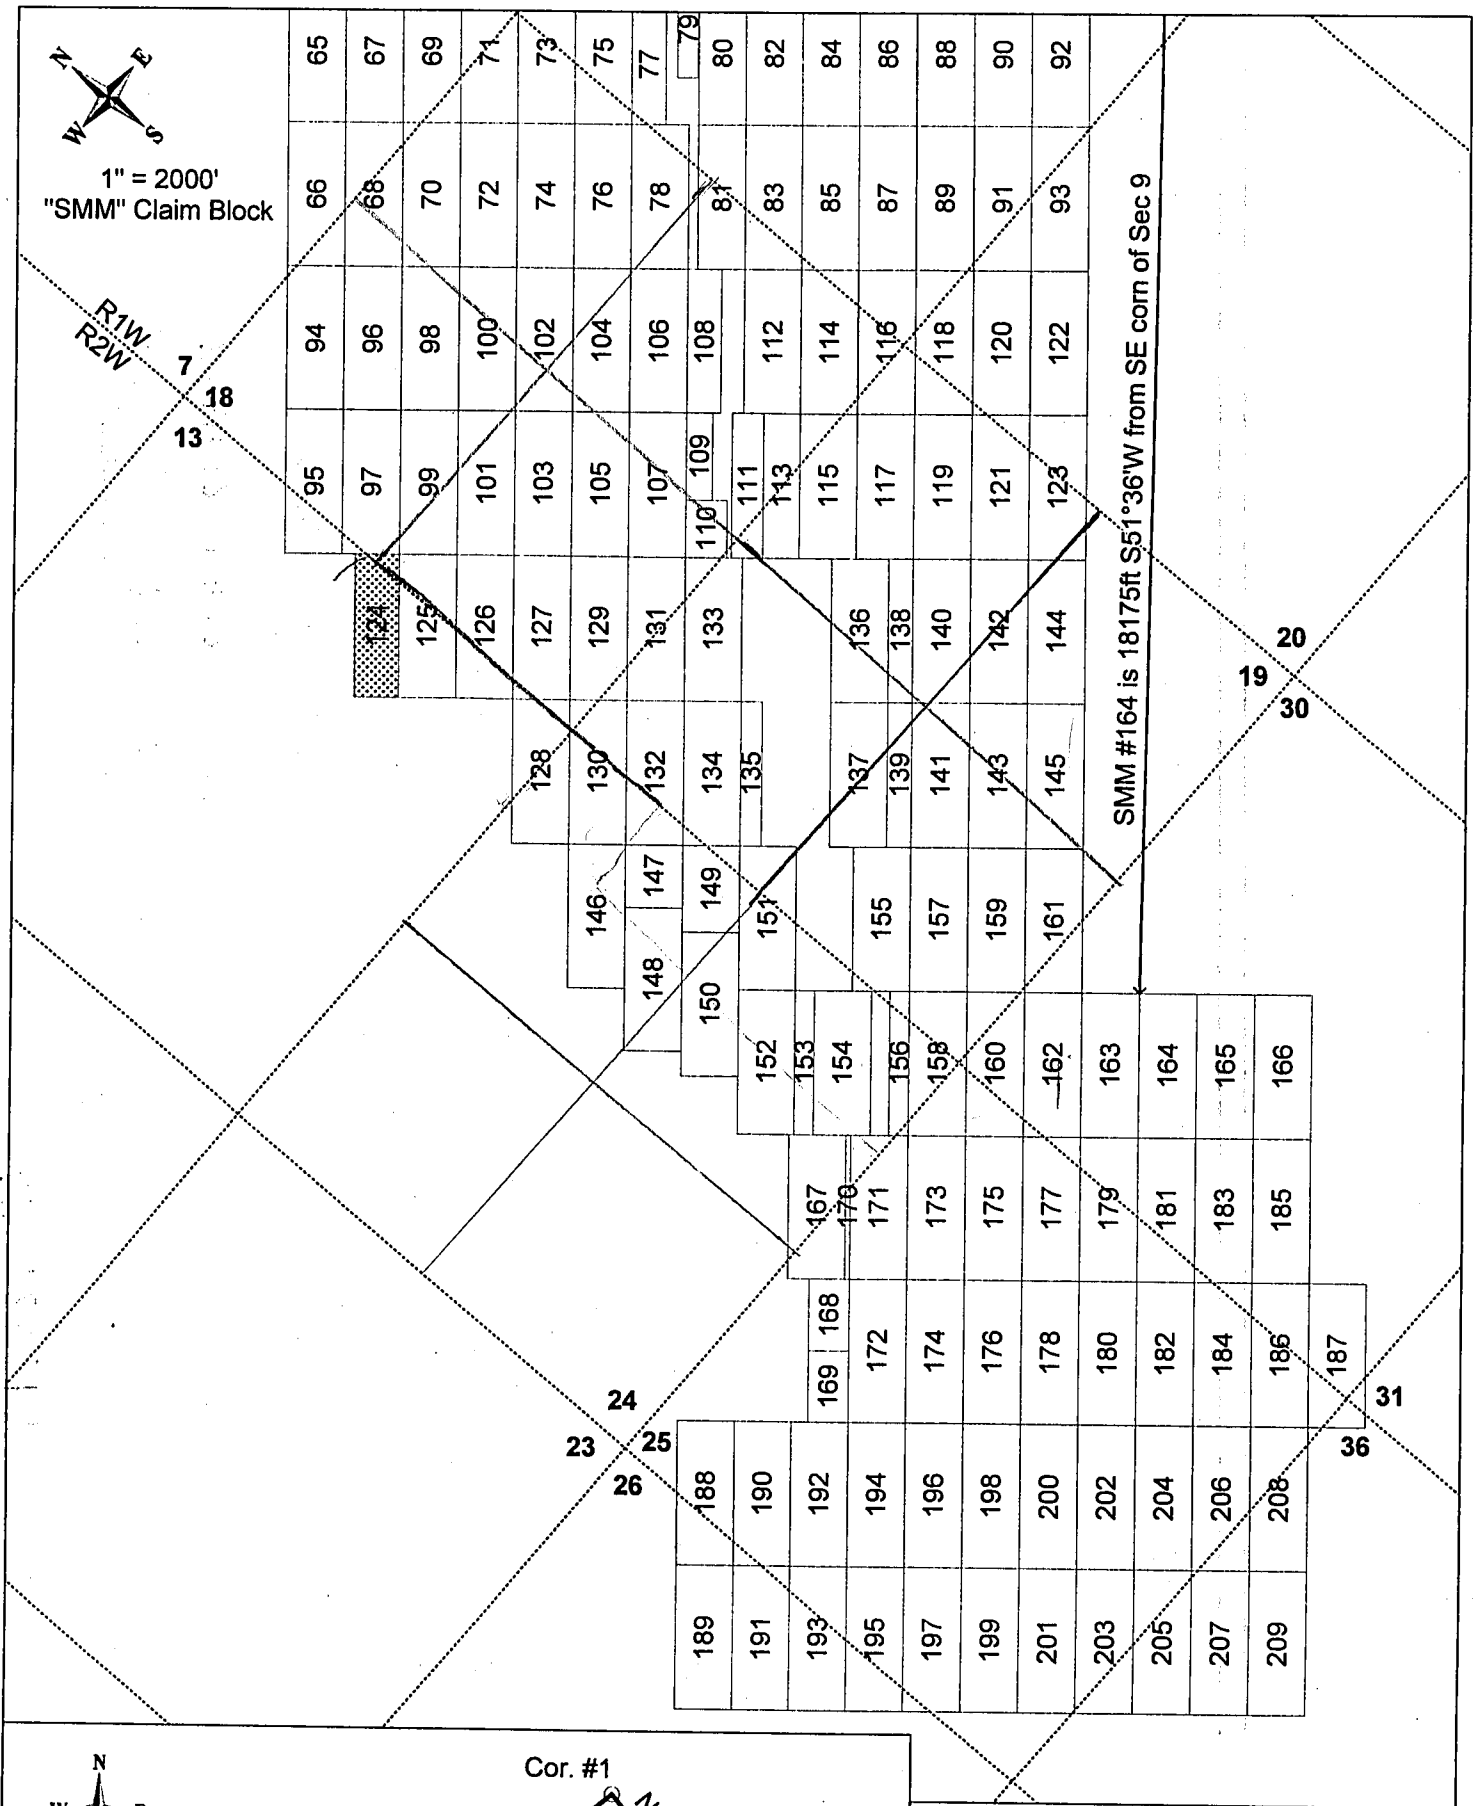 N E
W S
1" = 2000'
"SMM" Claim Block
65 67 69 71 73 75 77 79 80 82 84 86 88 90 92
66 68 70 72 74 76 78 81 83 85 87 89 91 93
R1W
R2W
7
18
13
94 96 98 100 102 104 106 108 112 114 116 118 120 122
95 97 99 101 103 105 107 109 110 111 113 115 117 119 121 123
SMM #164 is 18175ft S51°36'W from SE corn of Sec 9
124 125 126 127 129 131 133 136 138 140 142 144
20
19
30
128 130 132 134 135 137 139 141 143 145
146 147 149 151 155 157 159 161
148 150
152 153 154 156 158 160 162 163 164 165 166
167 170 171 173 175 177 179 181 183 185
168 169 172 174 176 178 180 182 184 186 187
24
23 25
26
31
36
188 190 192 194 196 198 200 202 204 206 208
189 191 193 195 197 199 201 203 205 207 209
N
Cor. #1